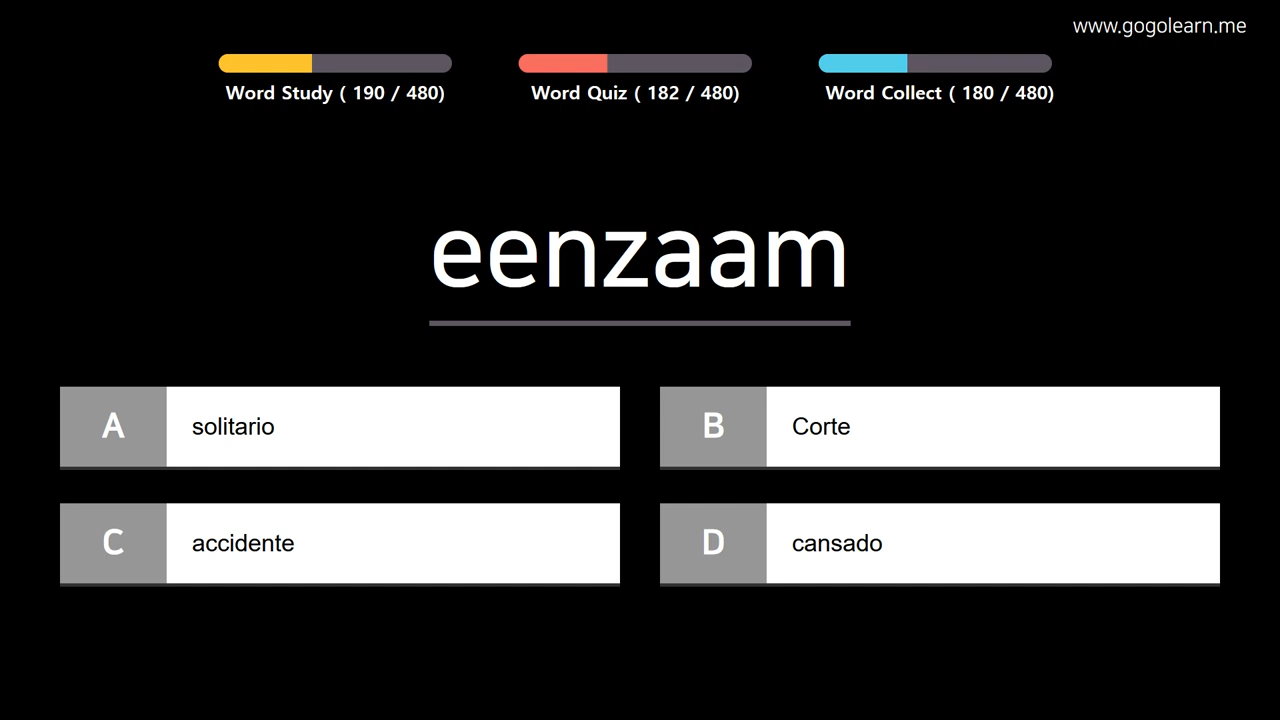 www.gogolearn.me
Word Study ( 190 / 480)
Word Quiz ( 182 / 480)
Word Collect ( 180 / 480)
eenzaam
A solitario
B Corte
C accidente
D cansado